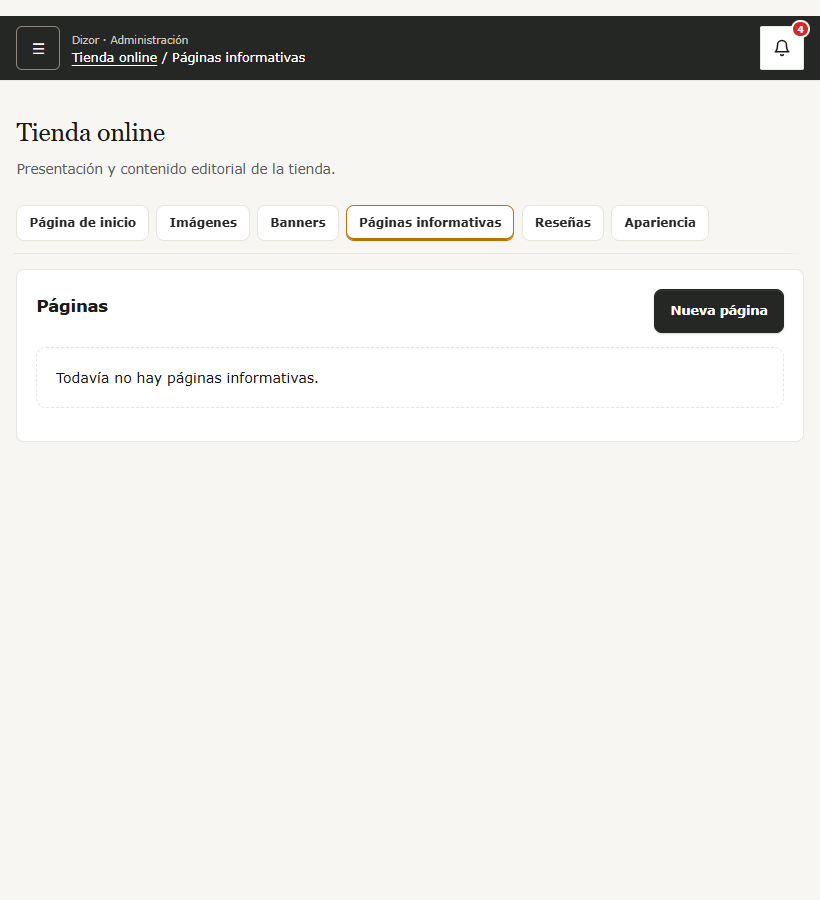 ☰
Dizor · Administración
Tienda online / Páginas informativas
4
Tienda online
Presentación y contenido editorial de la tienda.
Página de inicio Imágenes Banners Páginas informativas Reseñas Apariencia
Páginas
Nueva página
Todavía no hay páginas informativas.